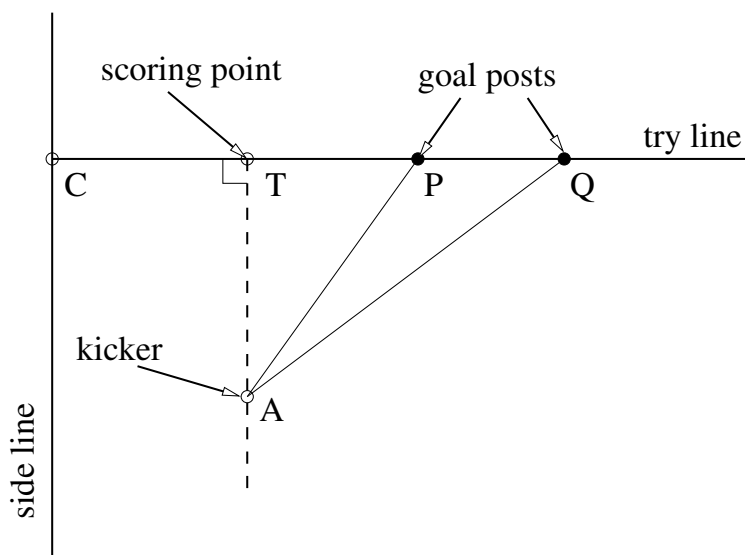 scoring point
goal posts
try line
C
T
P
Q
kicker
A
side line